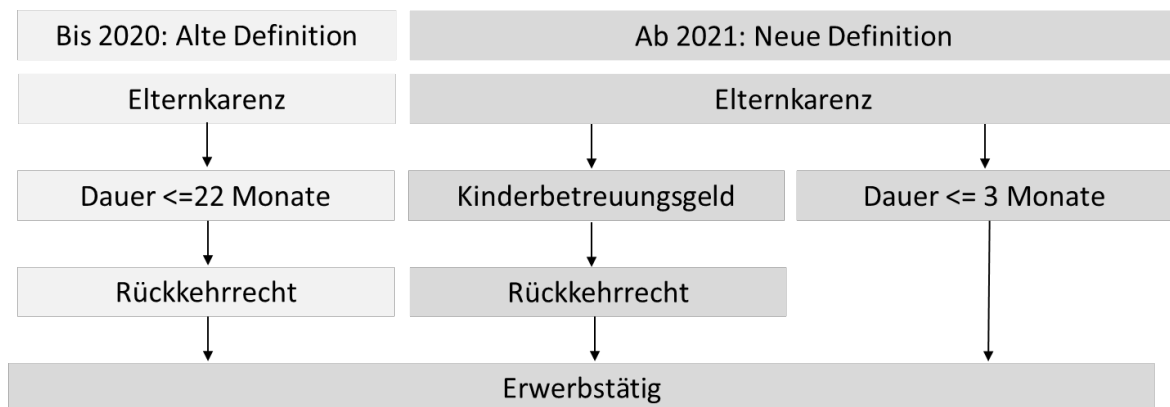 Bis 2020: Alte Definition
Ab 2021: Neue Definition
Elternkarenz
Elternkarenz
Dauer <=22 Monate
Kinderbetreuungsgeld
Dauer <= 3 Monate
Rückkehrrecht
Rückkehrrecht
Erwerbstätig